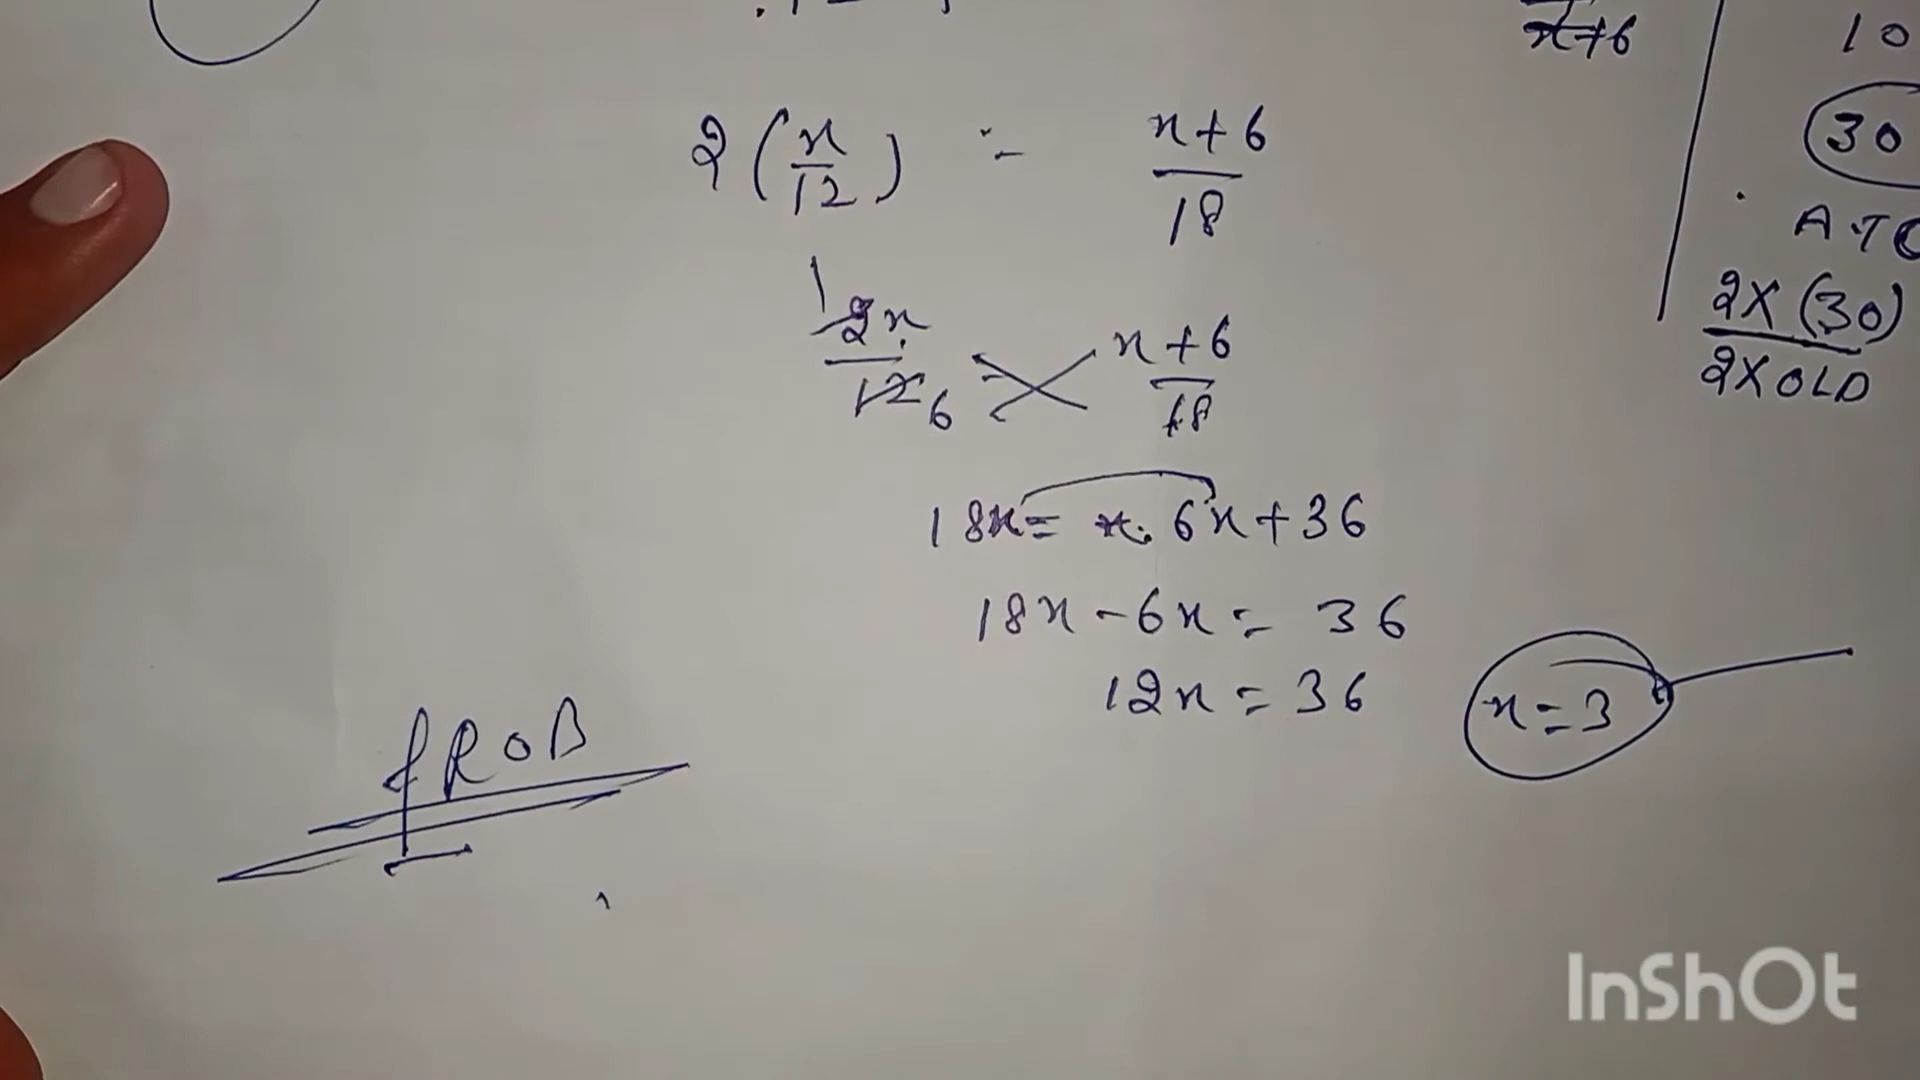 x+6
10
2(x/12) = x+6/18
30
2x/12 6 = x+6/18
2X(30)
2XOLD
18x = 6x+36
18x-6x = 36
12x = 36
x=3
PROB
InShOt